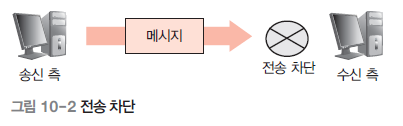 메시지
송신 측
전송 차단
수신 측
그림 10-2 전송 차단